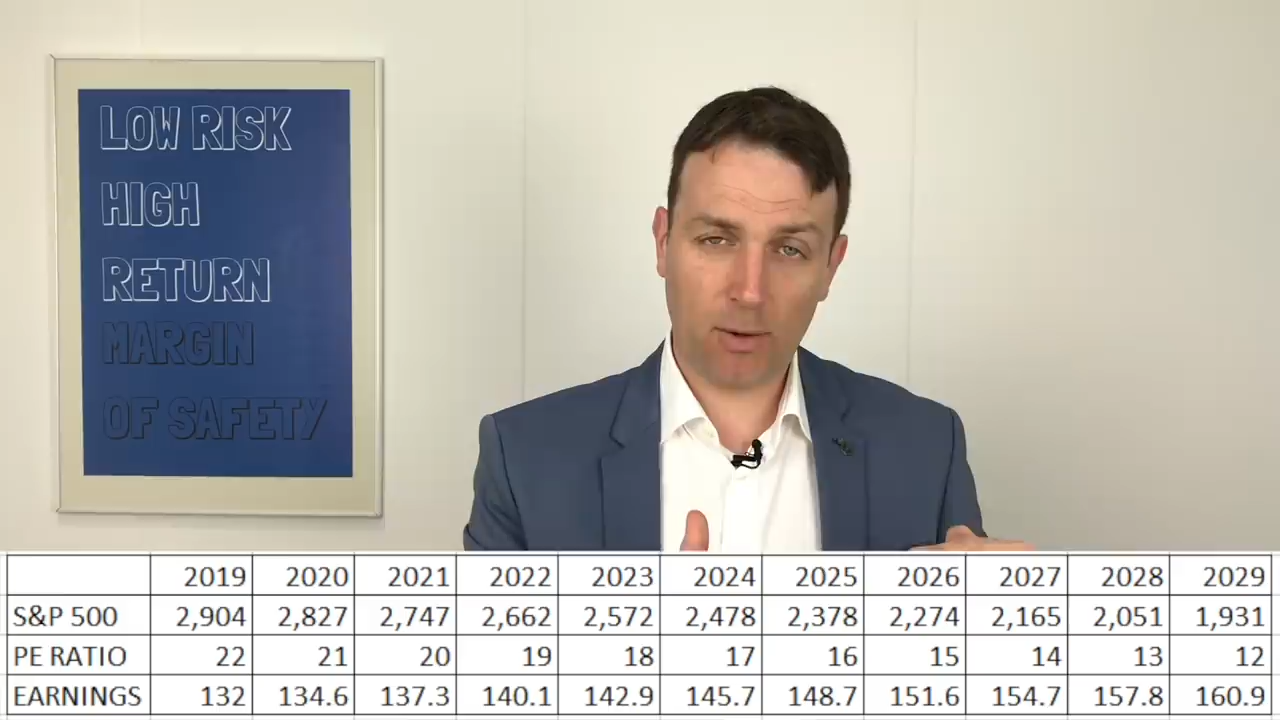 LOW RISK
HIGH
RETURN
MARGIN
OF SAFETY
2019 2020 2021 2022 2023 2024 2025 2026 2027 2028 2029
S&P 500 2,904 2,827 2,747 2,662 2,572 2,478 2,378 2,274 2,165 2,051 1,931
PE RATIO 22 21 20 19 18 17 16 15 14 13 12
EARNINGS 132 134.6 137.3 140.1 142.9 145.7 148.7 151.6 154.7 157.8 160.9